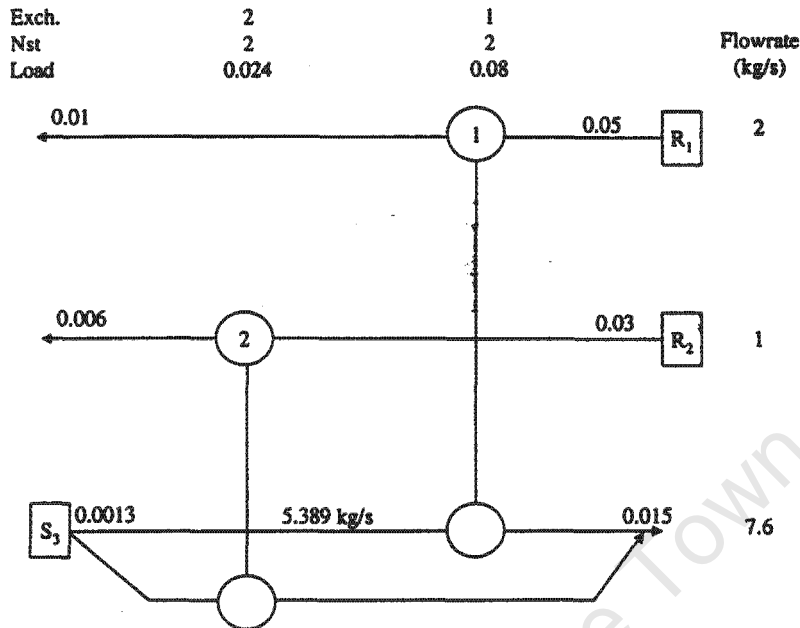 Exch. 2 1
Nst 2 2 Flowrate
Load 0.024 0.08 (kg/s)
0.01 1 0.05 R1 2
0.006 2 0.03 R2 1
S3 0.0013 5.389 kg/s 0.015 7.6
e Town